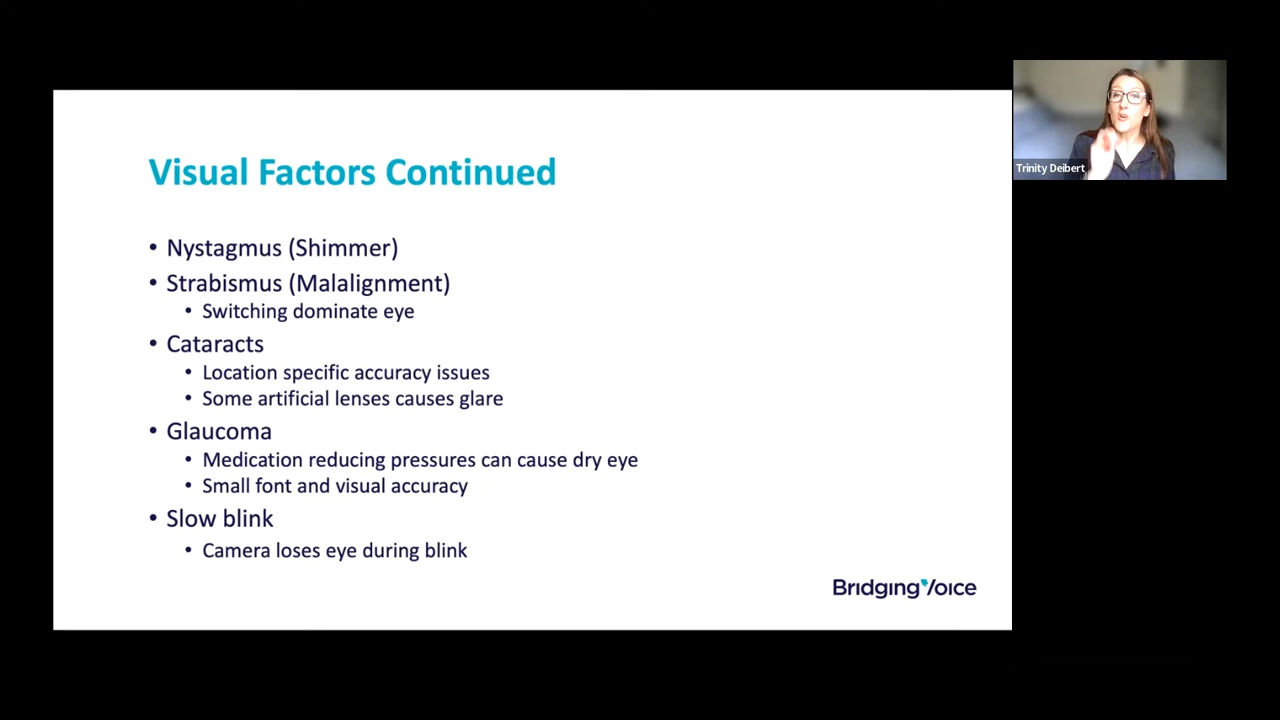 Visual Factors Continued
• Nystagmus (Shimmer)
• Strabismus (Malalignment)
• Switching dominate eye
• Cataracts
• Location specific accuracy issues
• Some artificial lenses causes glare
• Glaucoma
• Medication reducing pressures can cause dry eye
• Small font and visual accuracy
• Slow blink
• Camera loses eye during blink
BridgingVoice
Trinity Deibert